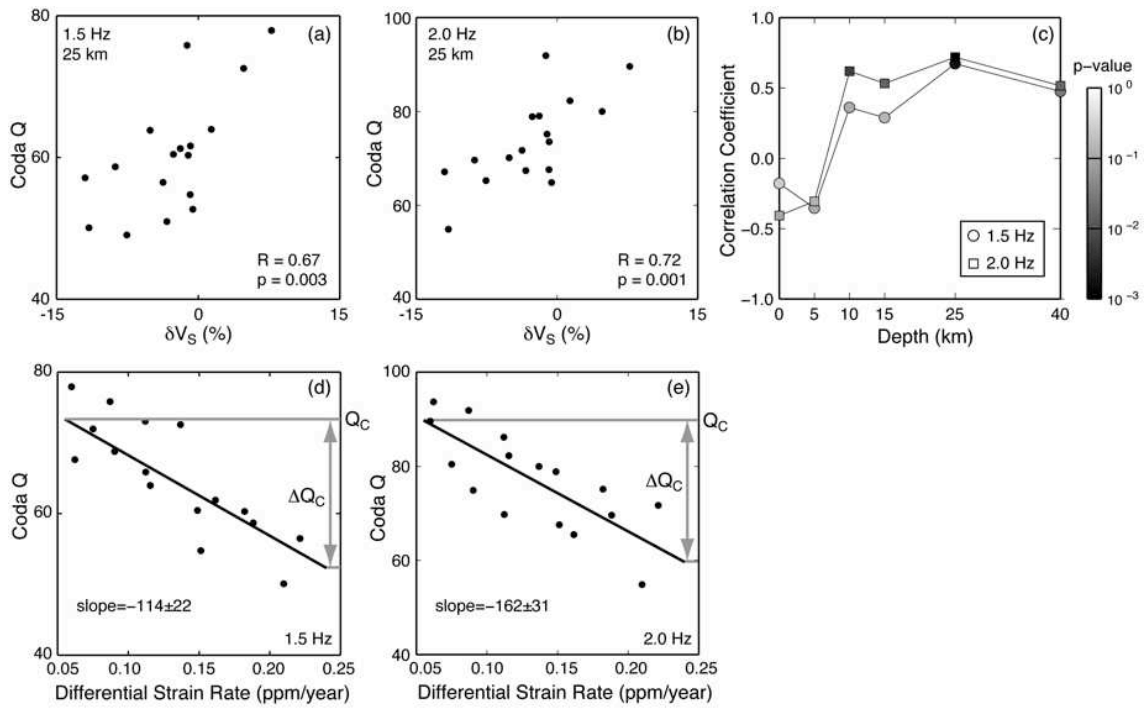 80
60
40
Coda Q
1.5 Hz
25 km
(a)
R = 0.67
p = 0.003
-15
0
15
δVS (%)
100
80
60
40
Coda Q
2.0 Hz
25 km
(b)
R = 0.72
p = 0.001
-15
0
15
δVS (%)
1.0
0.5
0.0
−0.5
−1.0
Correlation Coefficient
(c)
1.5 Hz
2.0 Hz
0
5
10
15
25
40
Depth (km)
p−value
10^0
10^−1
10^−2
10^−3
80
60
40
Coda Q
(d)
QC
ΔQC
slope=−114±22
1.5 Hz
0.05
0.10
0.15
0.20
0.25
Differential Strain Rate (ppm/year)
100
80
60
40
Coda Q
(e)
QC
ΔQC
slope=−162±31
2.0 Hz
0.05
0.10
0.15
0.20
0.25
Differential Strain Rate (ppm/year)